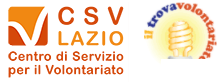 CSV
LAZIO
Centro di Servizio
per il Volontariato
il trovavolontariato